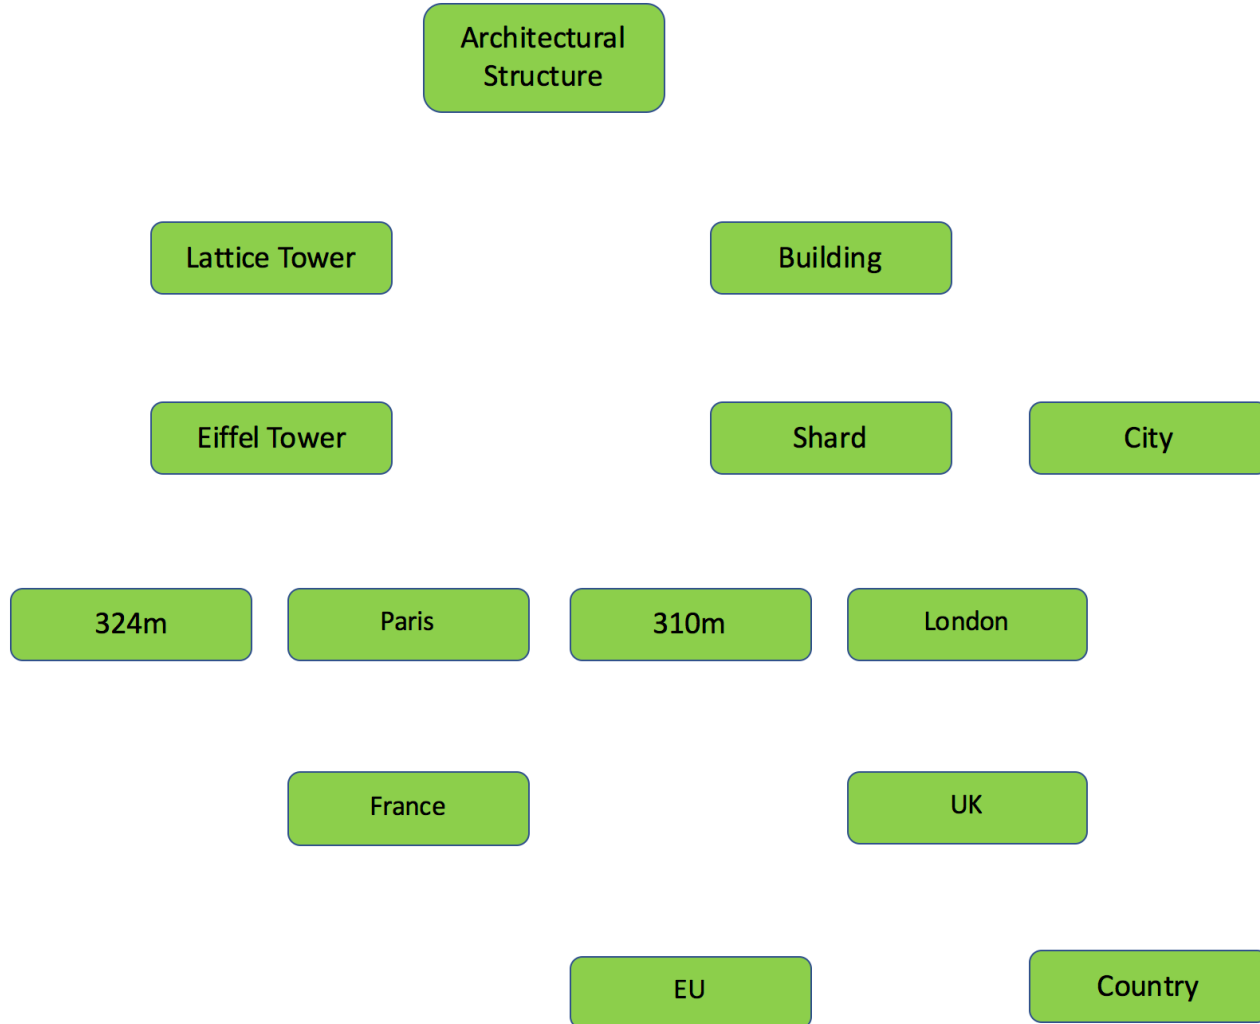 Architectural
Structure
Lattice Tower
Building
Eiffel Tower
Shard
City
324m
Paris
310m
London
France
UK
EU
Country